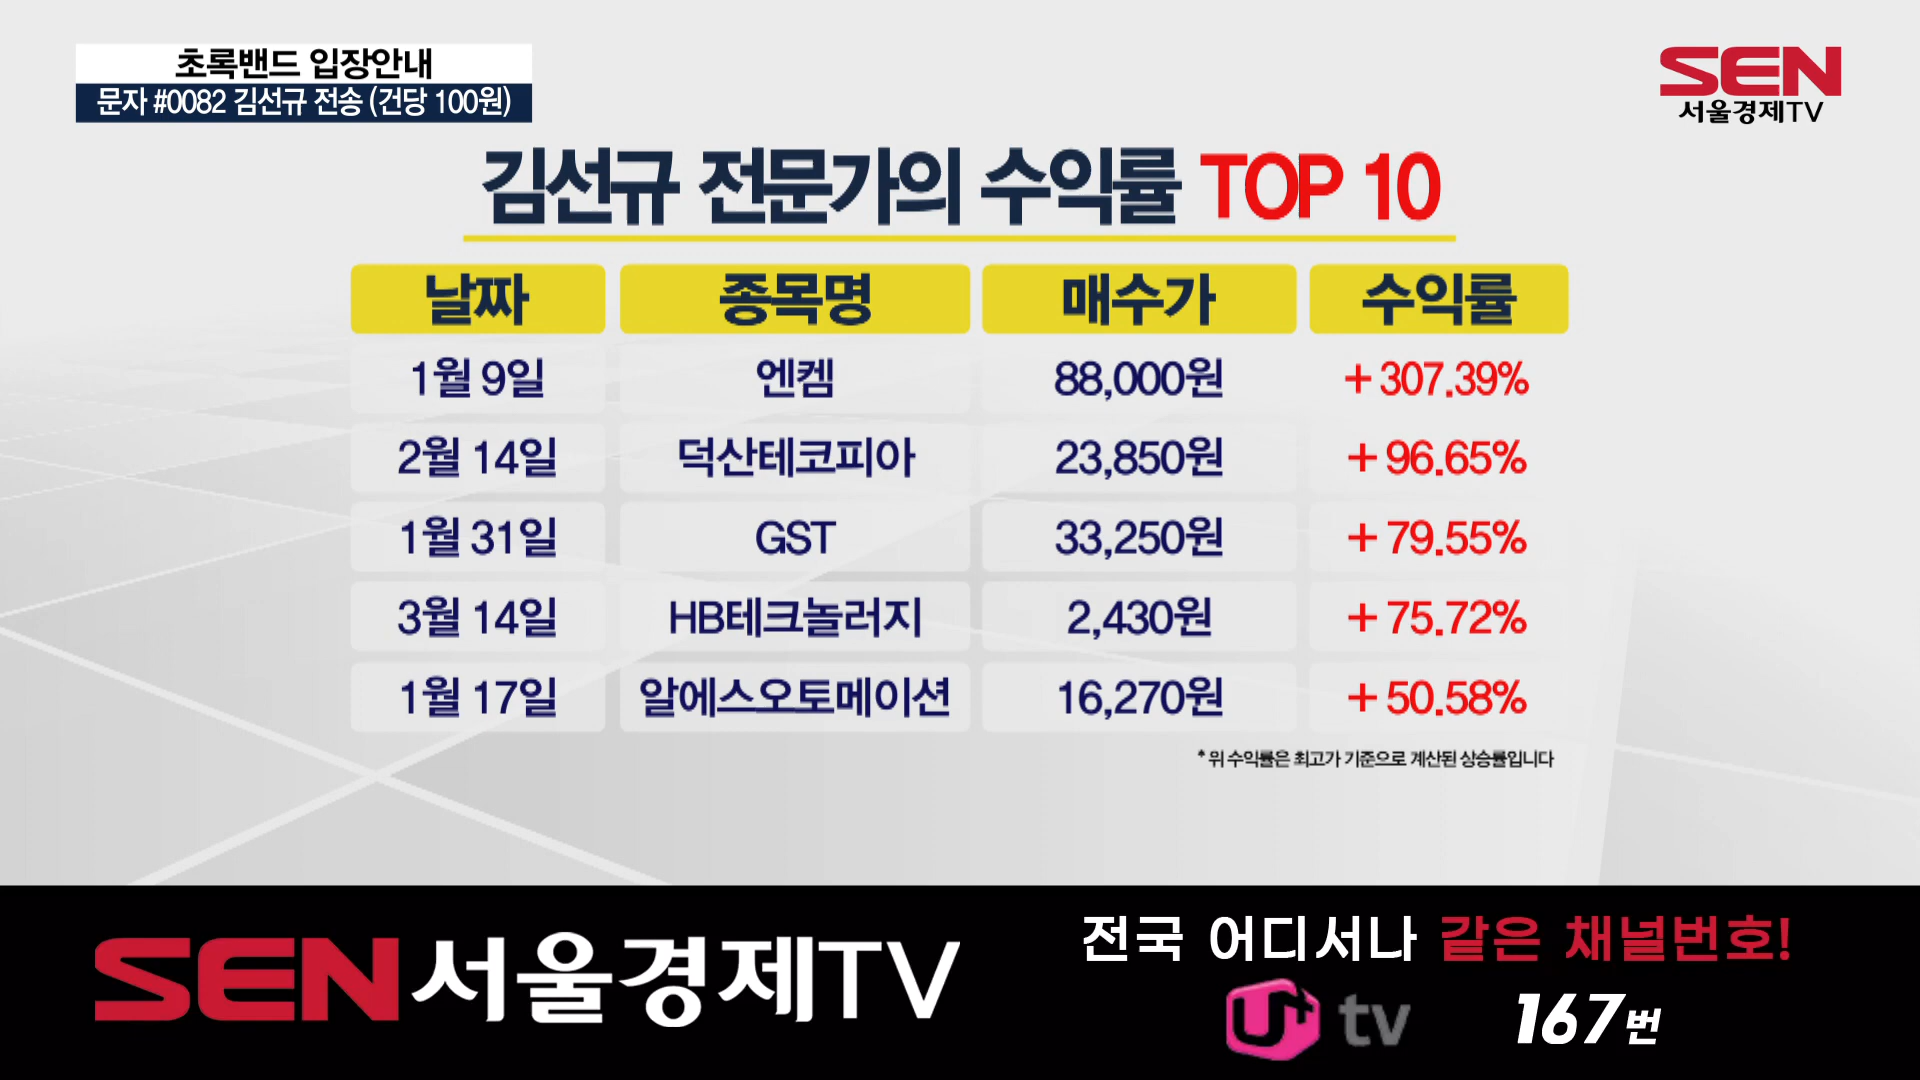 초록밴드 입장안내
문자 #0082 김선규 전송 (건당 100원)
SEN
서울경제TV
김선규 전문가의 수익률 TOP 10
날짜 종목명 매수가 수익률
1월 9일 엔켐 88,000원 +307.39%
2월 14일 덕산테코피아 23,850원 +96.65%
1월 31일 GST 33,250원 +79.55%
3월 14일 HB테크놀러지 2,430원 +75.72%
1월 17일 알에스오토메이션 16,270원 +50.58%
* 위 수익률은 최고가 기준으로 계산된 상승률입니다
SEN 서울경제TV
전국 어디서나 같은 채널번호!
U+ tv 167번